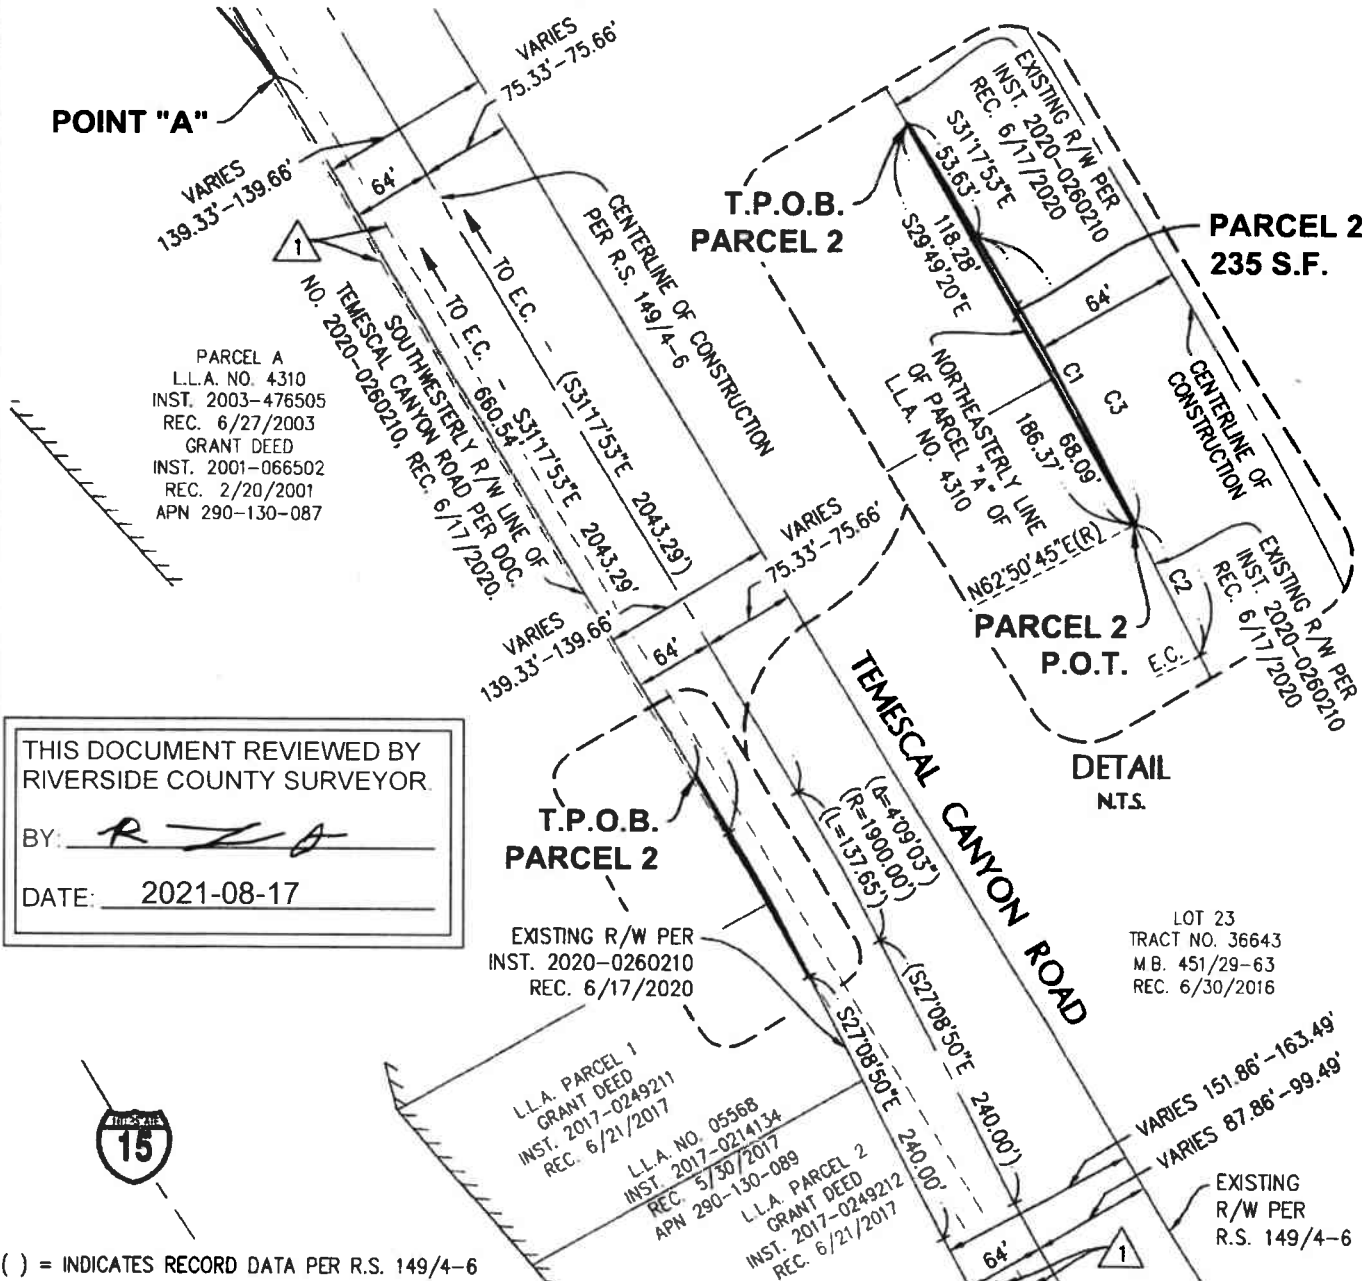 POINT "A"
VARIES
75.33'-75.66'
VARIES
139.33'-139.66'
64'
1
CENTERLINE OF CONSTRUCTION
PER R.S. 149/4-6
TO E.C.
TO E.C.
(S31°17'53"E 2043.29')
S31°17'53"E 2043.29'
660.54'
SOUTHWESTERLY R/W LINE OF
TEMESCAL CANYON ROAD PER DOC.
NO. 2020-0260210, REC. 6/17/2020.
PARCEL A
L.L.A. NO. 4310
INST. 2003-476505
REC. 6/27/2003
GRANT DEED
INST. 2001-066502
REC. 2/20/2001
APN 290-130-087
VARIES
75.33'-75.66'
VARIES
139.33'-139.66'
64'
EXISTING R/W PER
INST. 2020-0260210
REC. 6/17/2020
S31°17'53"E
53.63'
118.28'
S29°49'20"E
T.P.O.B.
PARCEL 2
PARCEL 2
235 S.F.
64'
C1
C3
CENTERLINE OF
CONSTRUCTION
NORTHEASTERLY LINE
OF PARCEL "A" OF
L.L.A. NO. 4310
68.09'
186.37'
N62°50'45"E(R)
PARCEL 2
P.O.T.
C2
E.C.
EXISTING R/W PER
INST. 2020-0260210
REC. 6/17/2020
DETAIL
N.T.S.
THIS DOCUMENT REVIEWED BY
RIVERSIDE COUNTY SURVEYOR.
BY:
DATE: 2021-08-17
T.P.O.B.
PARCEL 2
TEMESCAL CANYON ROAD
(Δ=4°09'03")
(R=1900.00')
(L=137.65')
EXISTING R/W PER
INST. 2020-0260210
REC. 6/17/2020
LOT 23
TRACT NO. 36643
M.B. 451/29-63
REC. 6/30/2016
(S27°08'50"E 240.00')
S27°08'50"E 240.00'
L.L.A. PARCEL 1
GRANT DEED
INST. 2017-0249211
REC. 6/21/2017
L.L.A. NO. 05568
INST. 2017-0214134
REC. 5/30/2017
APN 290-130-089
L.L.A. PARCEL 2
GRANT DEED
INST. 2017-0249212
REC. 6/21/2017
VARIES 151.86'-163.49'
VARIES 87.86'-99.49'
EXISTING
R/W PER
R.S. 149/4-6
64'
1
INTERSTATE
15
( ) = INDICATES RECORD DATA PER R.S. 149/4-6